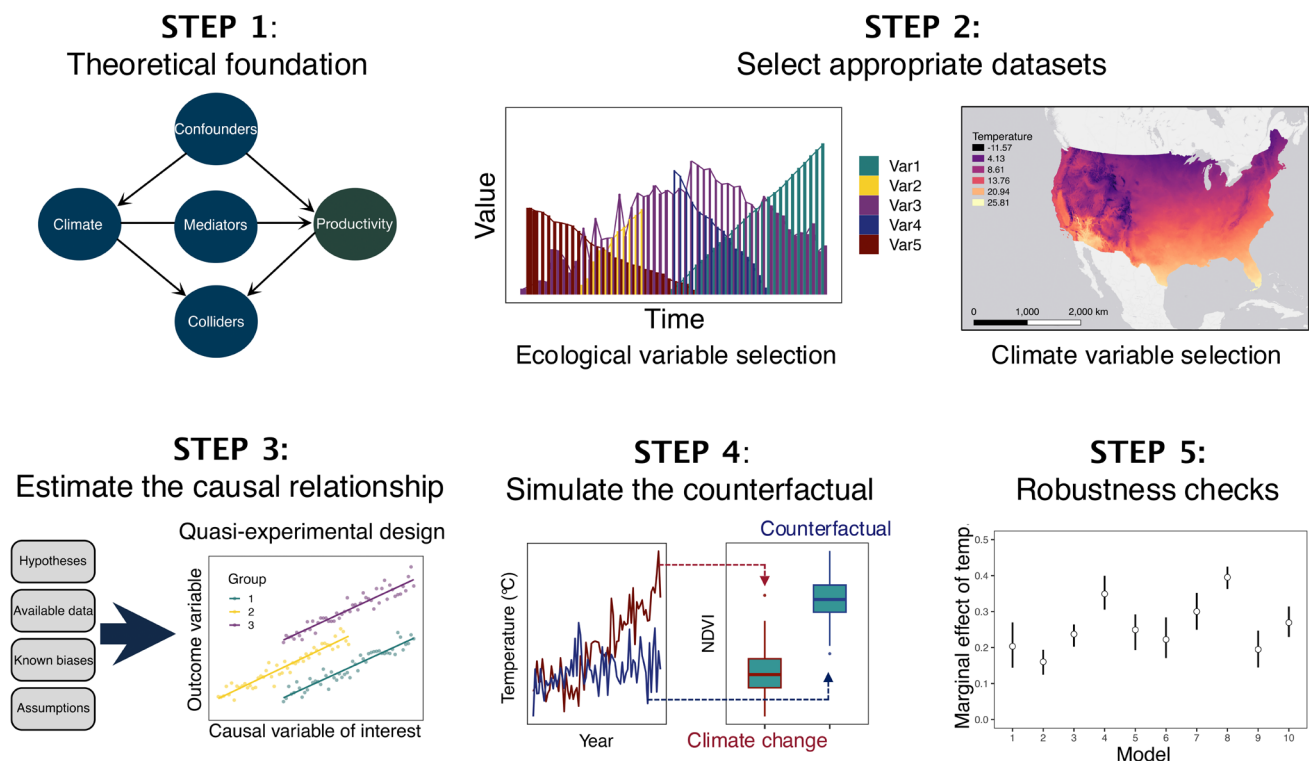 STEP 1:
Theoretical foundation
Confounders
Climate
Mediators
Productivity
Colliders
STEP 2:
Select appropriate datasets
Value
Time
Var1
Var2
Var3
Var4
Var5
Ecological variable selection
Temperature
-11.57
4.13
8.61
13.76
20.94
25.81
0 1,000 2,000 km
Climate variable selection
STEP 3:
Estimate the causal relationship
Hypotheses
Available data
Known biases
Assumptions
Quasi-experimental design
Outcome variable
Group
1
2
3
Causal variable of interest
STEP 4:
Simulate the counterfactual
Counterfactual
Temperature (°C)
Year
NDVI
Climate change
STEP 5:
Robustness checks
Marginal effect of temp.
0.5
0.4
0.3
0.2
0.1
0.0
1 2 3 4 5 6 7 8 9 10
Model